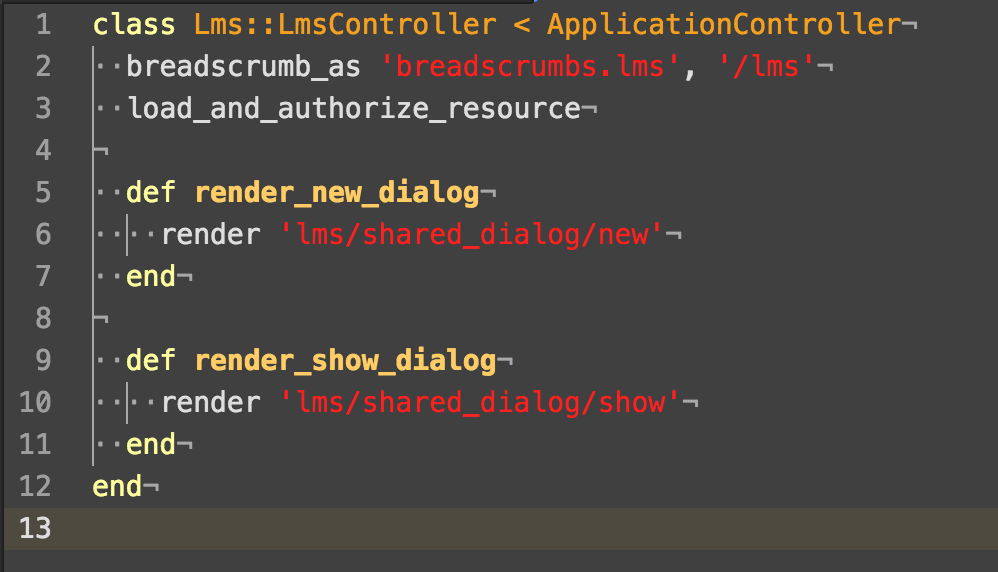 1 class Lms::LmsController < ApplicationController¬
2 ··breadscrumb_as 'breadscrumbs.lms', '/lms'¬
3 ··load_and_authorize_resource¬
4 ¬
5 ··def render_new_dialog¬
6 ····render 'lms/shared_dialog/new'¬
7 ··end¬
8 ¬
9 ··def render_show_dialog¬
10 ····render 'lms/shared_dialog/show'¬
11 ··end¬
12 end¬
13